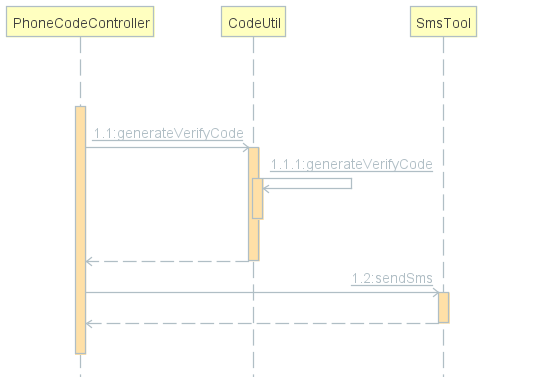 PhoneCodeController CodeUtil SmsTool
1.1:generateVerifyCode
1.1.1:generateVerifyCode
1.2:sendSms